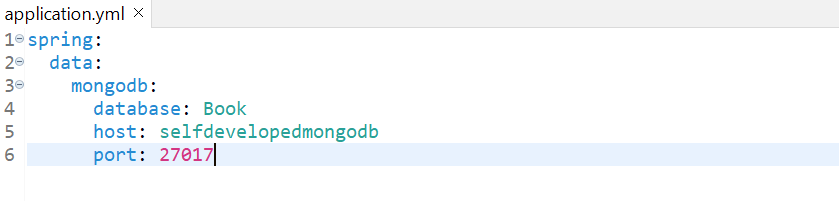 application.yml
1 spring:
2   data:
3     mongodb:
4       database: Book
5       host: selfdevelopedmongodb
6       port: 27017